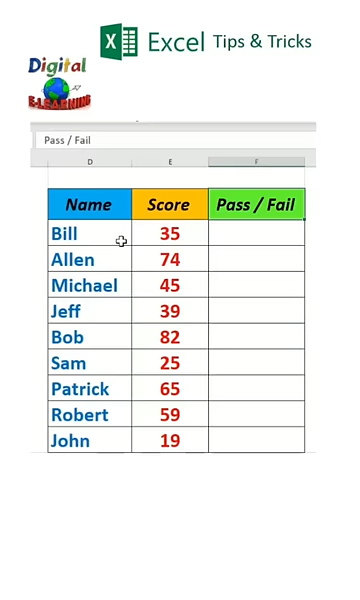 Excel Tips & Tricks
Digital
E-LEARNING
Pass / Fail
D E F
Name Score Pass / Fail
Bill 35
Allen 74
Michael 45
Jeff 39
Bob 82
Sam 25
Patrick 65
Robert 59
John 19